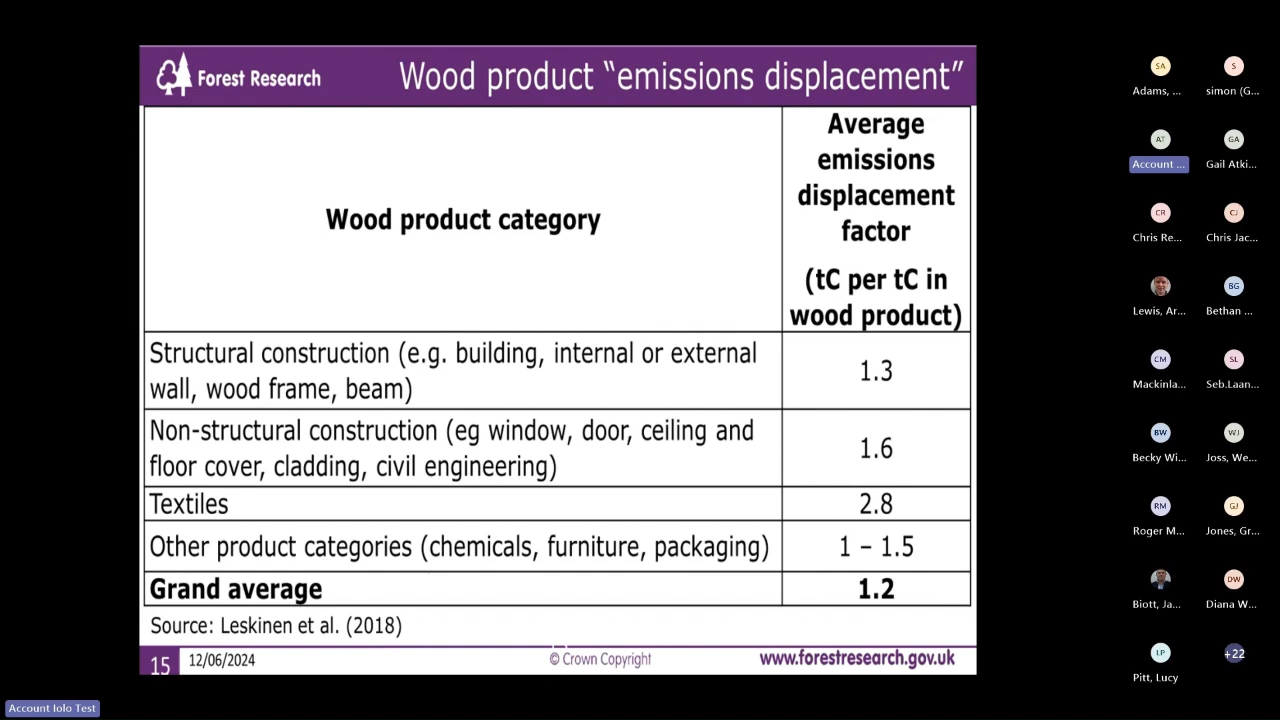 Forest Research
Wood product “emissions displacement”
Wood product category
Average
emissions
displacement
factor
(tC per tC in
wood product)
Structural construction (e.g. building, internal or external
wall, wood frame, beam)
1.3
Non-structural construction (eg window, door, ceiling and
floor cover, cladding, civil engineering)
1.6
Textiles
2.8
Other product categories (chemicals, furniture, packaging)
1 – 1.5
Grand average
1.2
Source: Leskinen et al. (2018)
15
12/06/2024
© Crown Copyright
www.forestresearch.gov.uk
SA
Adams, ...
S
simon (G...
AT
Account ...
GA
Gail Atki...
CR
Chris Re...
CJ
Chris Jac...
Lewis, Ar...
BG
Bethan ...
CM
Mackinla...
SL
Seb.Laan...
BW
Becky Wi...
WJ
Joss, We...
RM
Roger M...
GJ
Jones, Gr...
Biott, Ja...
DW
Diana W...
LP
Pitt, Lucy
+22
Account Iolo Test